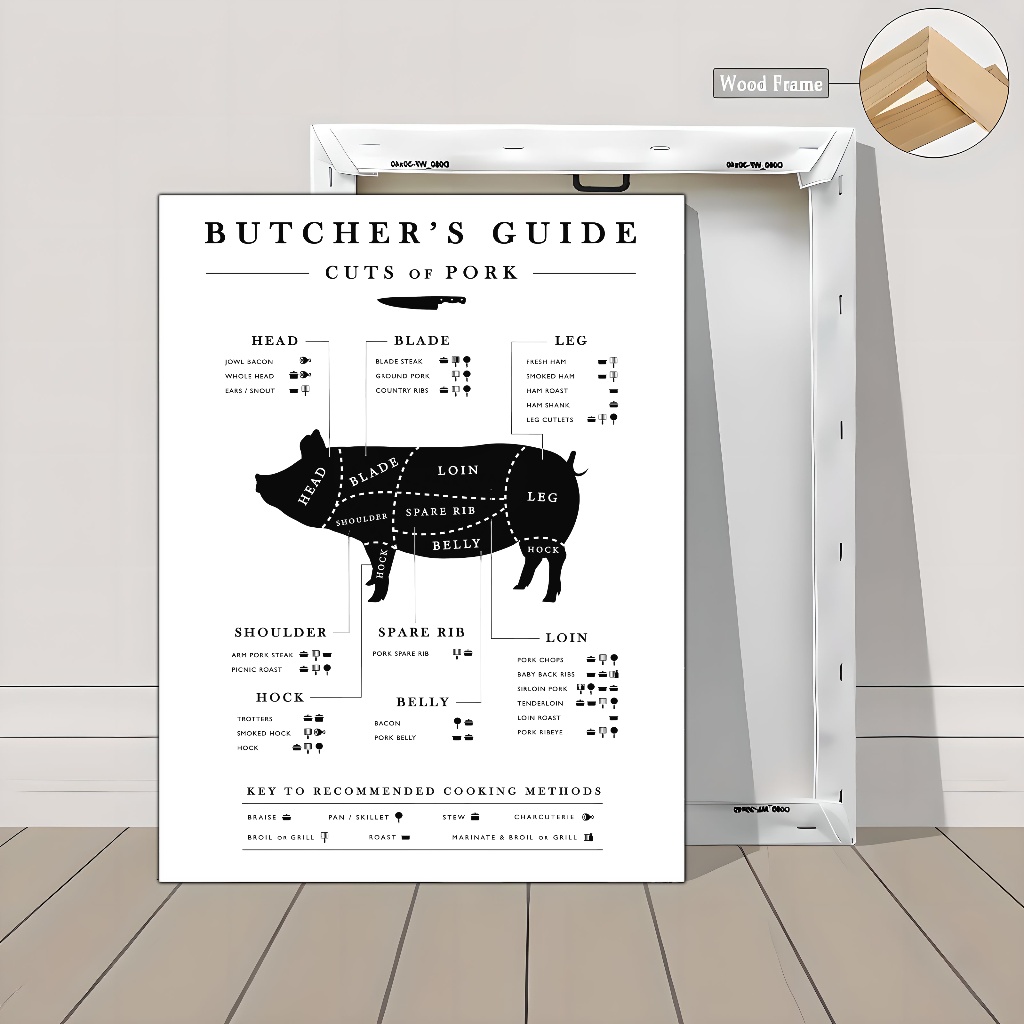 Wood Frame
BUTCHER'S GUIDE
CUTS OF PORK
HEAD
JOWL BACON
WHOLE HEAD
EARS / SNOUT
BLADE
BLADE STEAK
GROUND PORK
COUNTRY RIBS
LEG
FRESH HAM
SMOKED HAM
HAM ROAST
HAM SHANK
LEG CUTLETS
HEAD
BLADE
LOIN
LEG
SHOULDER
SPARE RIB
BELLY
HOCK
HOCK
SHOULDER
ARM PORK STEAK
PICNIC ROAST
SPARE RIB
PORK SPARE RIB
LOIN
PORK CHOPS
BABY BACK RIBS
SIRLOIN PORK
TENDERLOIN
LOIN ROAST
PORK RIBEYE
HOCK
TROTTERS
SMOKED HOCK
HOCK
BELLY
BACON
PORK BELLY
KEY TO RECOMMENDED COOKING METHODS
BRAISE PAN / SKILLET STEW CHARCUTERIE
BROIL OR GRILL ROAST MARINATE & BROIL OR GRILL